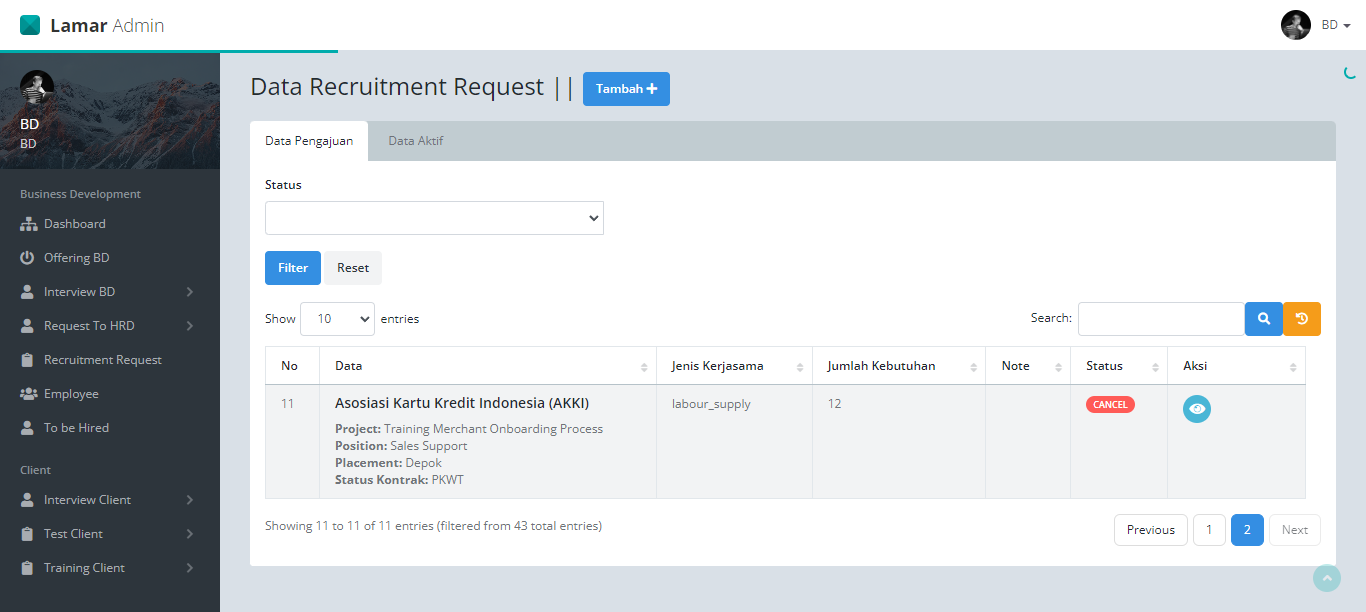 Lamar Admin
BD
BD
BD
Business Development
Dashboard
Offering BD
Interview BD
Request To HRD
Recruitment Request
Employee
To be Hired
Client
Interview Client
Test Client
Training Client
Data Recruitment Request || Tambah +
Data Pengajuan Data Aktif
Status
Filter Reset
Show 10 entries Search:
No Data Jenis Kerjasama Jumlah Kebutuhan Note Status Aksi
11 Asosiasi Kartu Kredit Indonesia (AKKI) labour_supply 12 CANCEL
Project: Training Merchant Onboarding Process
Position: Sales Support
Placement: Depok
Status Kontrak: PKWT
Showing 11 to 11 of 11 entries (filtered from 43 total entries)
Previous 1 2 Next